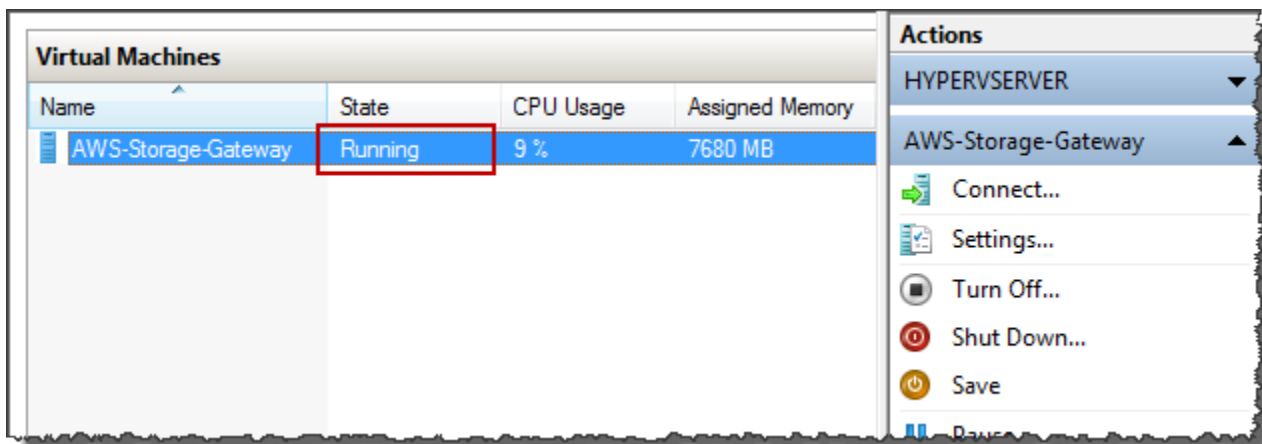 Virtual Machines
Name State CPU Usage Assigned Memory
AWS-Storage-Gateway Running 9 % 7680 MB
Actions
HYPERVSERVER
AWS-Storage-Gateway
Connect...
Settings...
Turn Off...
Shut Down...
Save
Pause